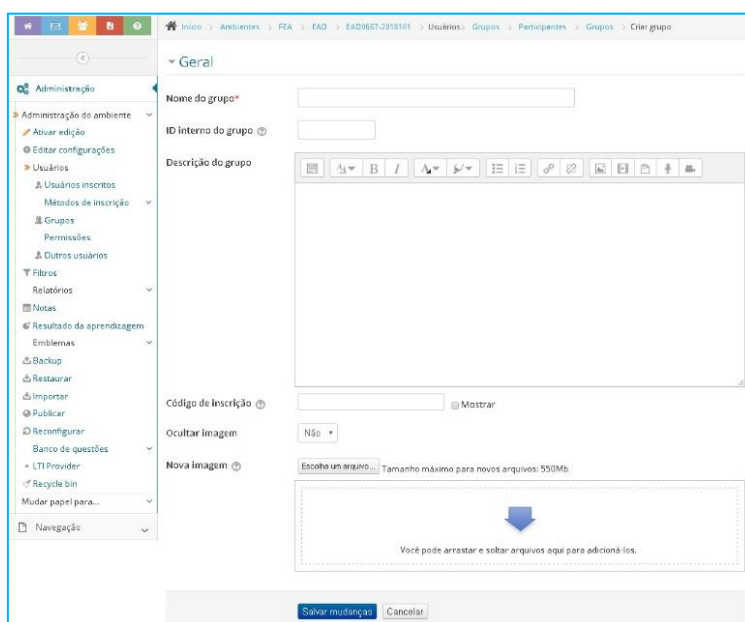 Início > Ambientes > FEA > EAD > EAD0667-2016101 > Usuários > Grupos > Participantes > Grupos > Criar grupo
Administração
Administração do ambiente
Ativar edição
Editar configurações
Usuários
Usuários inscritos
Métodos de inscrição
Grupos
Permissões
Outros usuários
Filtros
Relatórios
Notas
Resultado da aprendizagem
Emblemas
Backup
Restaurar
Importar
Publicar
Reconfigurar
Banco de questões
LTI Provider
Recycle bin
Mudar papel para...
Navegação
Geral
Nome do grupo*
ID interno do grupo
Descrição do grupo
B I
Código de inscrição Mostrar
Ocultar imagem Não
Nova imagem Escolha um arquivo... Tamanho máximo para novos arquivos: 550Mb
Você pode arrastar e soltar arquivos aqui para adicioná-los.
Salvar mudanças Cancelar